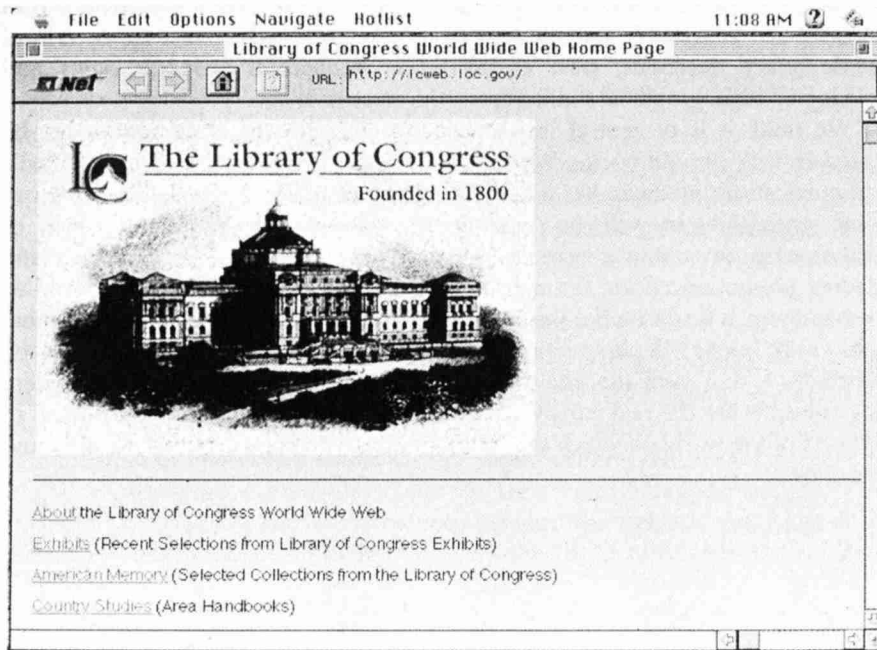 File Edit Options Navigate Hotlist 11:08 AM
Library of Congress World Wide Web Home Page
EINet URL: http://lcweb.loc.gov/
LC The Library of Congress
Founded in 1800
About the Library of Congress World Wide Web
Exhibits (Recent Selections from Library of Congress Exhibits)
American Memory (Selected Collections from the Library of Congress)
Country Studies (Area Handbooks)